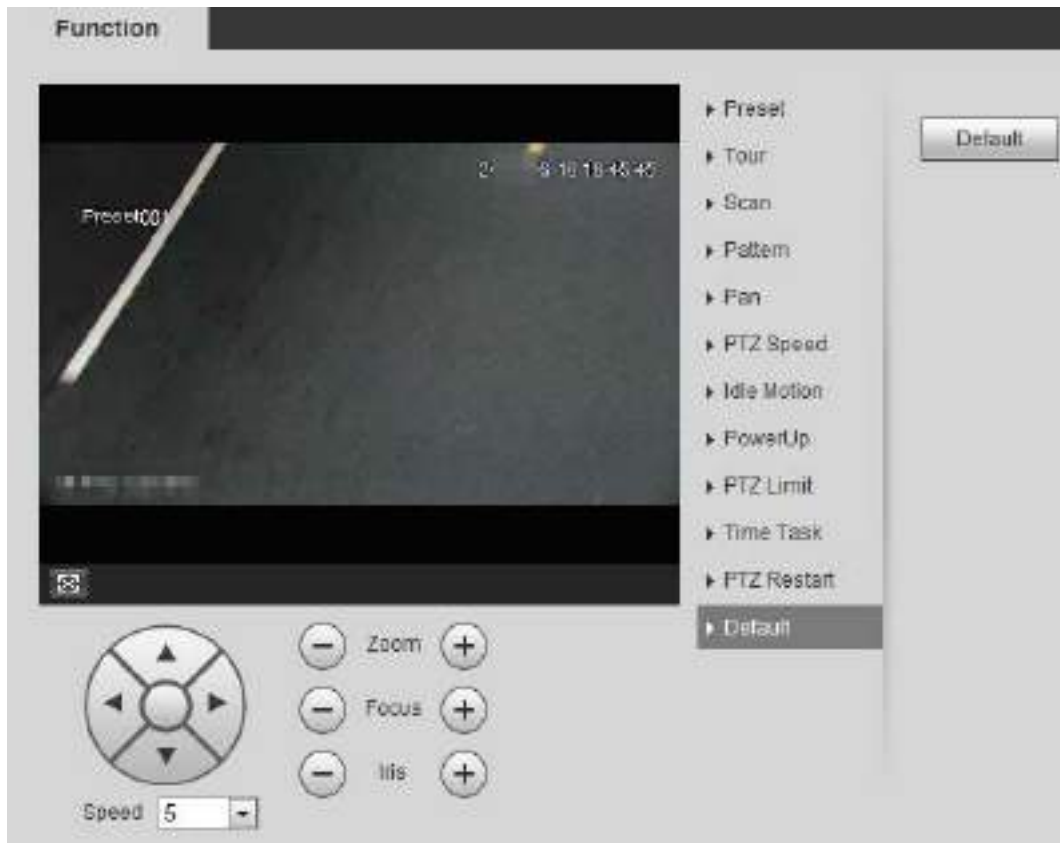 Function
Preset001
Preset
Tour
Scan
Pattern
Pan
PTZ Speed
Idle Motion
PowerUp
PTZ Limit
Time Task
PTZ Restart
Default
Default
Zoom
Focus
Iris
Speed 5